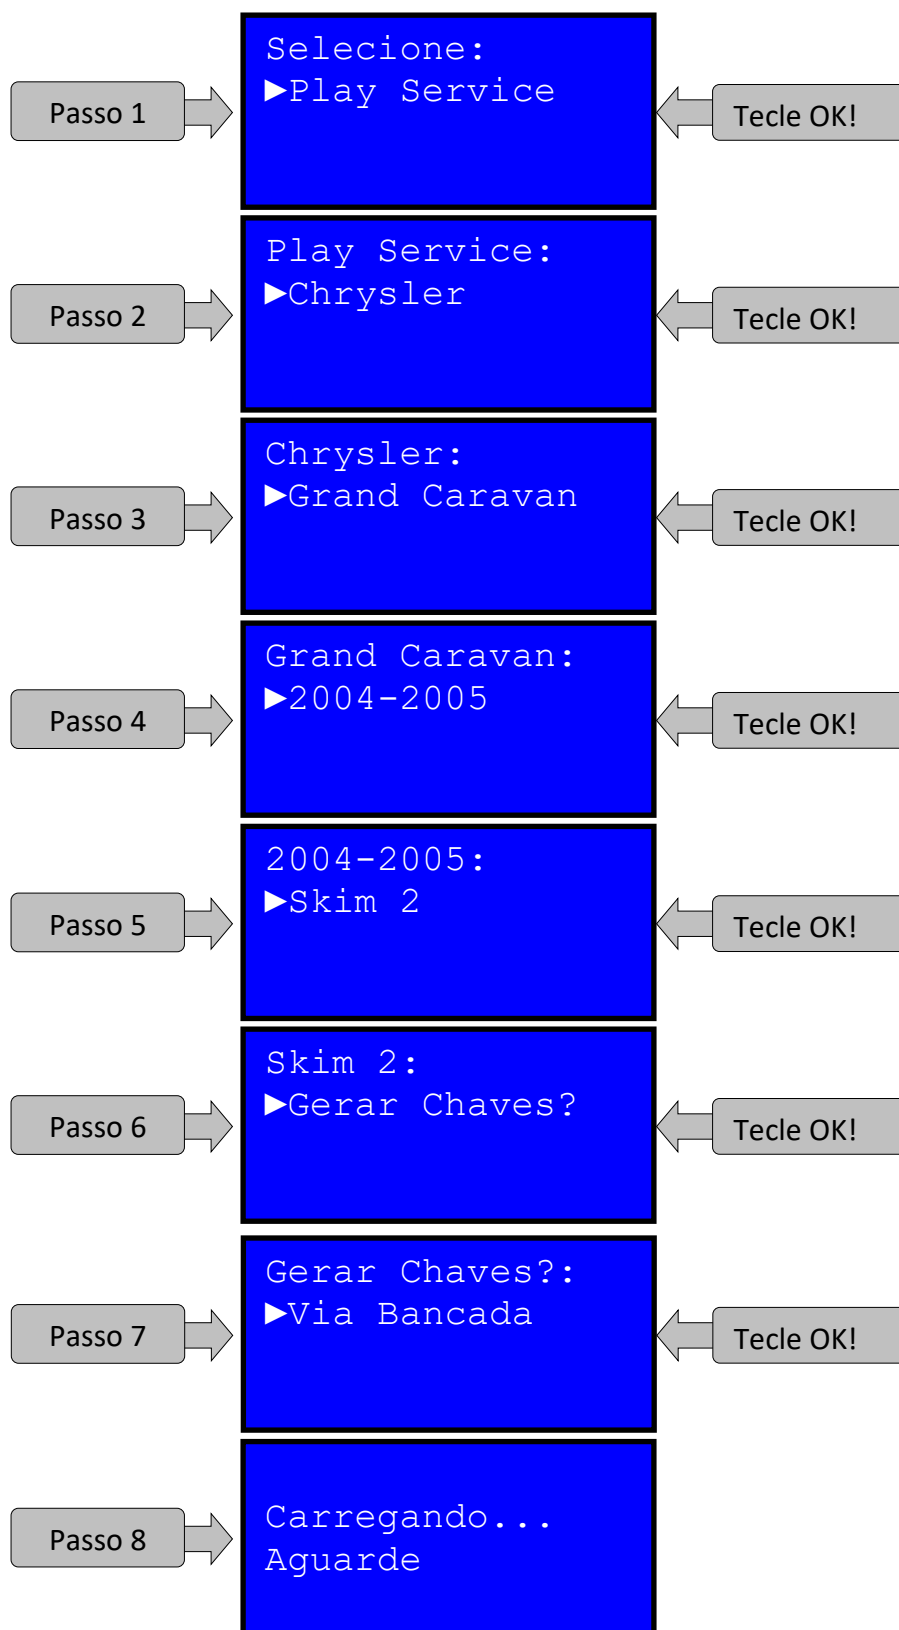 Selecione:
►Play Service
Passo 1
Tecle OK!
Play Service:
►Chrysler
Passo 2
Tecle OK!
Chrysler:
►Grand Caravan
Passo 3
Tecle OK!
Grand Caravan:
►2004-2005
Passo 4
Tecle OK!
2004-2005:
►Skim 2
Passo 5
Tecle OK!
Skim 2:
►Gerar Chaves?
Passo 6
Tecle OK!
Gerar Chaves?:
►Via Bancada
Passo 7
Tecle OK!
Carregando...
Aguarde
Passo 8